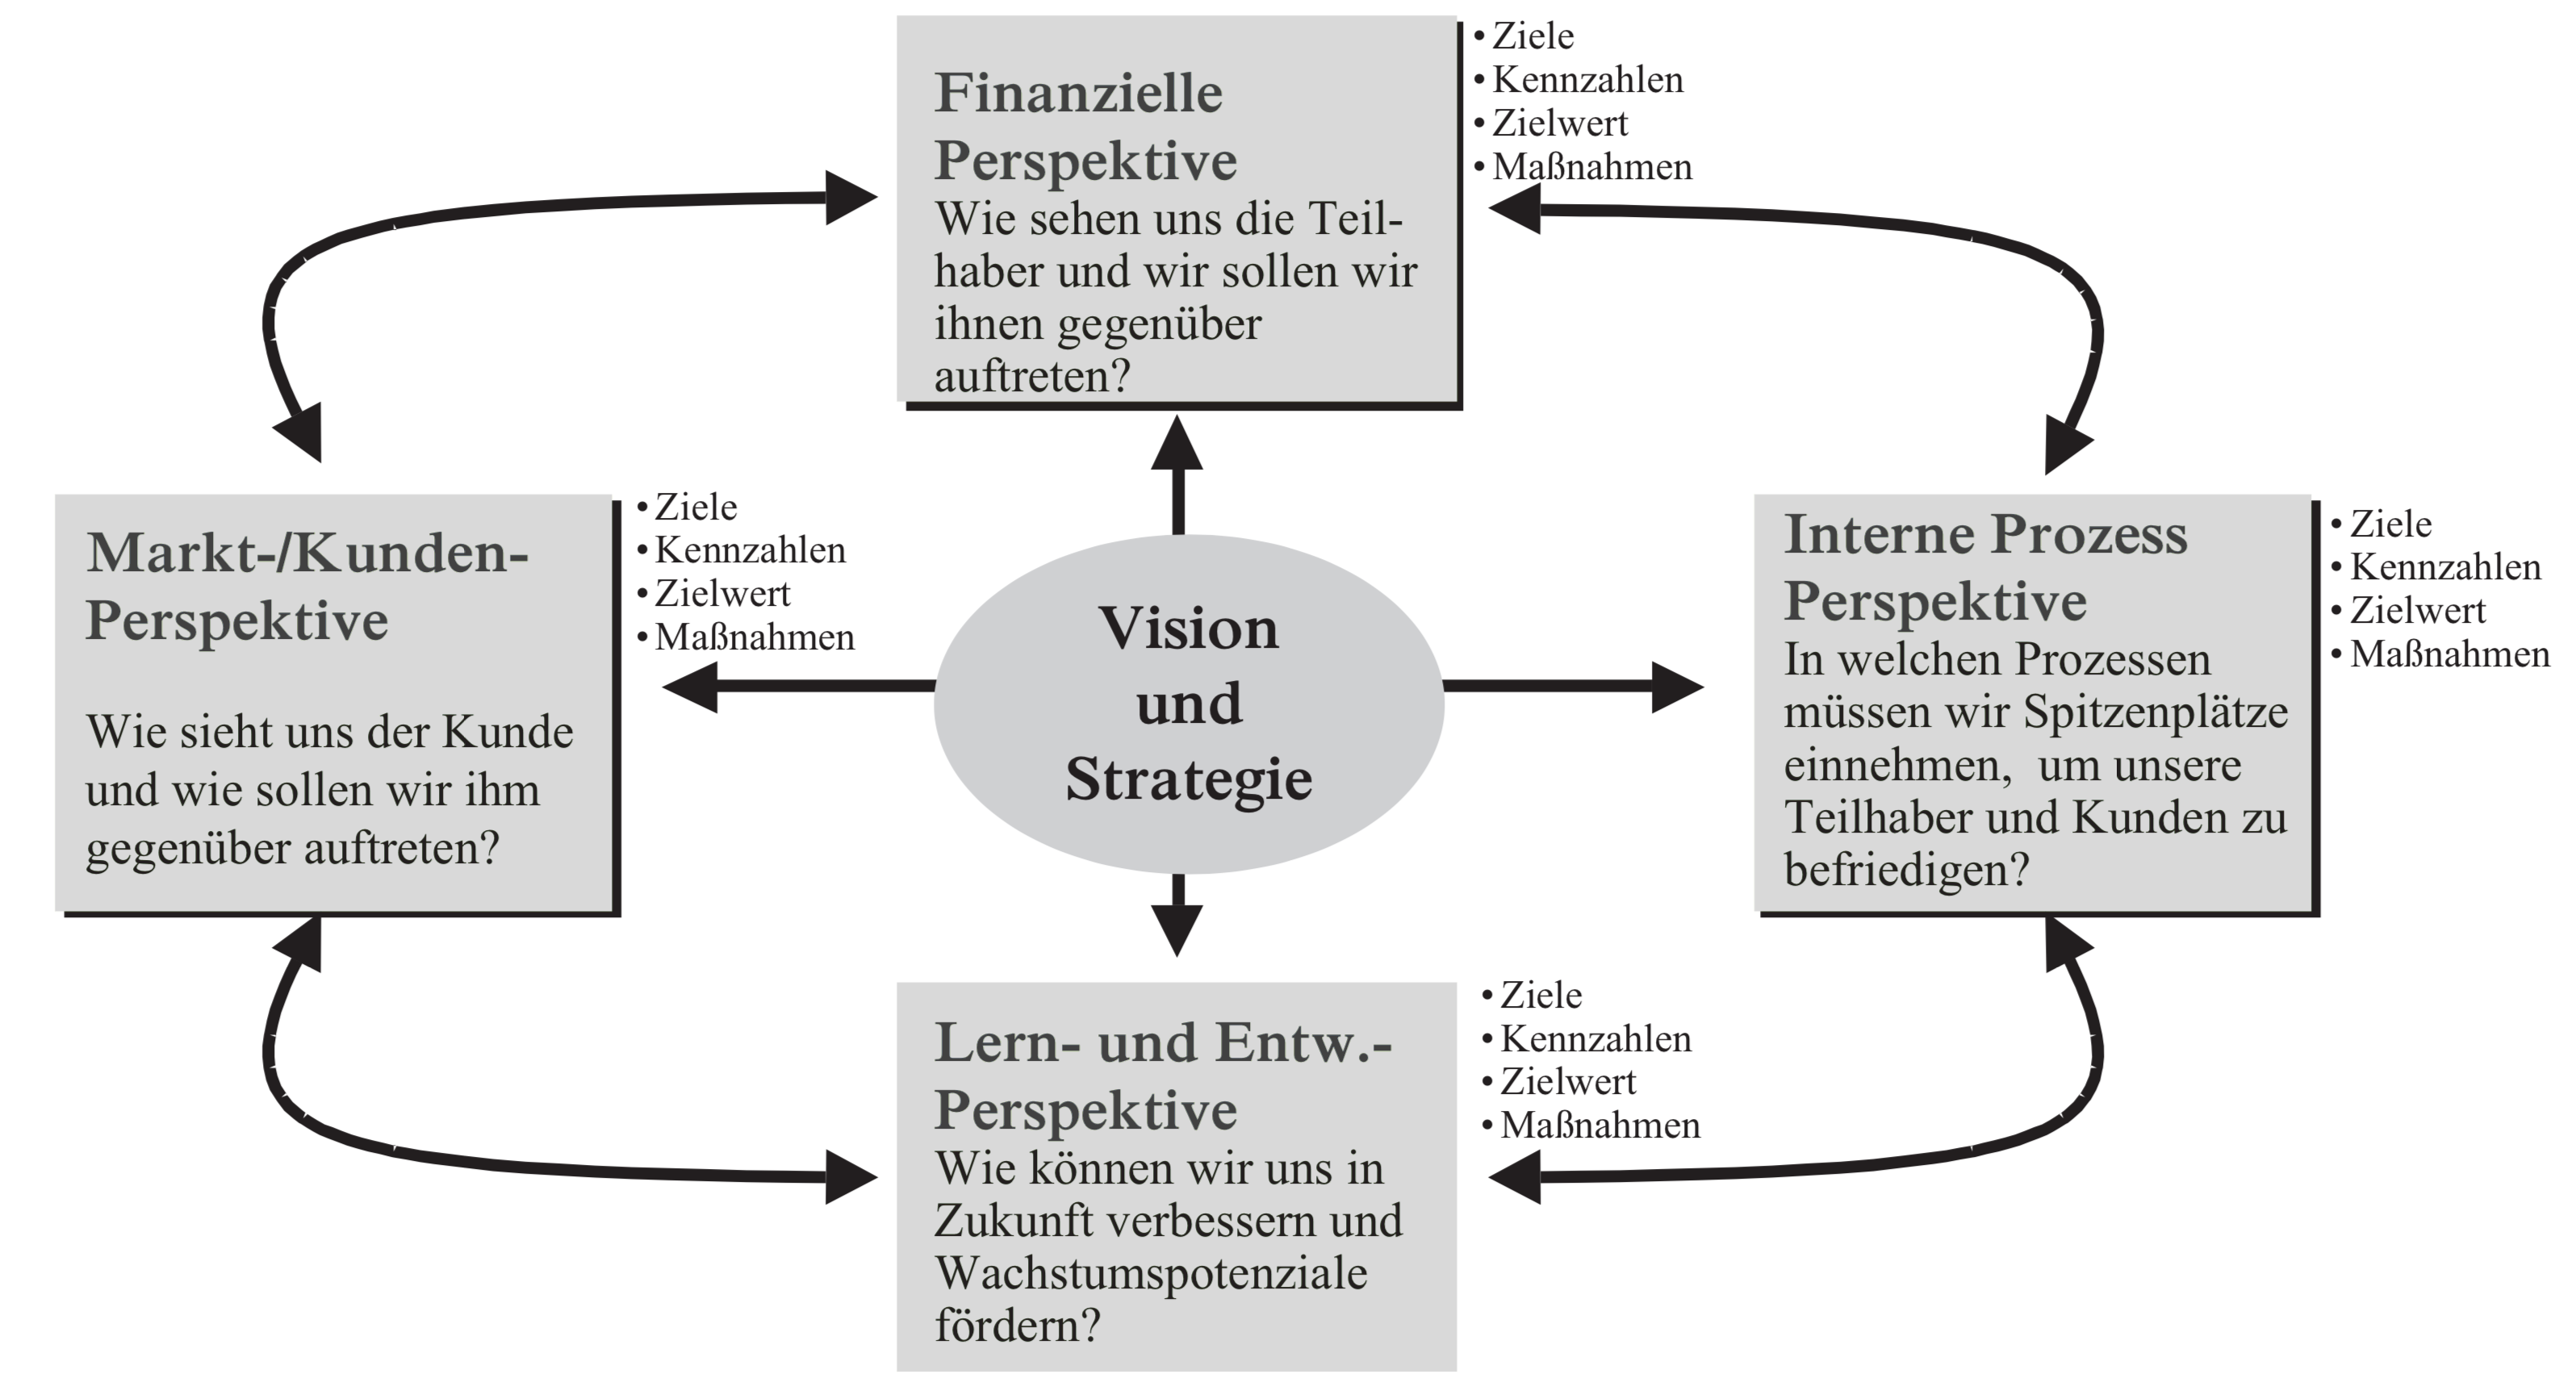 Finanzielle
Perspektive
Wie sehen uns die Teil-
haber und wir sollen wir
ihnen gegenüber
auftreten?
• Ziele
• Kennzahlen
• Zielwert
• Maßnahmen
Markt-/Kunden-
Perspektive
Wie sieht uns der Kunde
und wie sollen wir ihm
gegenüber auftreten?
• Ziele
• Kennzahlen
• Zielwert
• Maßnahmen
Vision
und
Strategie
Interne Prozess
Perspektive
In welchen Prozessen
müssen wir Spitzenplätze
einnehmen, um unsere
Teilhaber und Kunden zu
befriedigen?
• Ziele
• Kennzahlen
• Zielwert
• Maßnahmen
Lern- und Entw.-
Perspektive
Wie können wir uns in
Zukunft verbessern und
Wachstumspotenziale
fördern?
• Ziele
• Kennzahlen
• Zielwert
• Maßnahmen